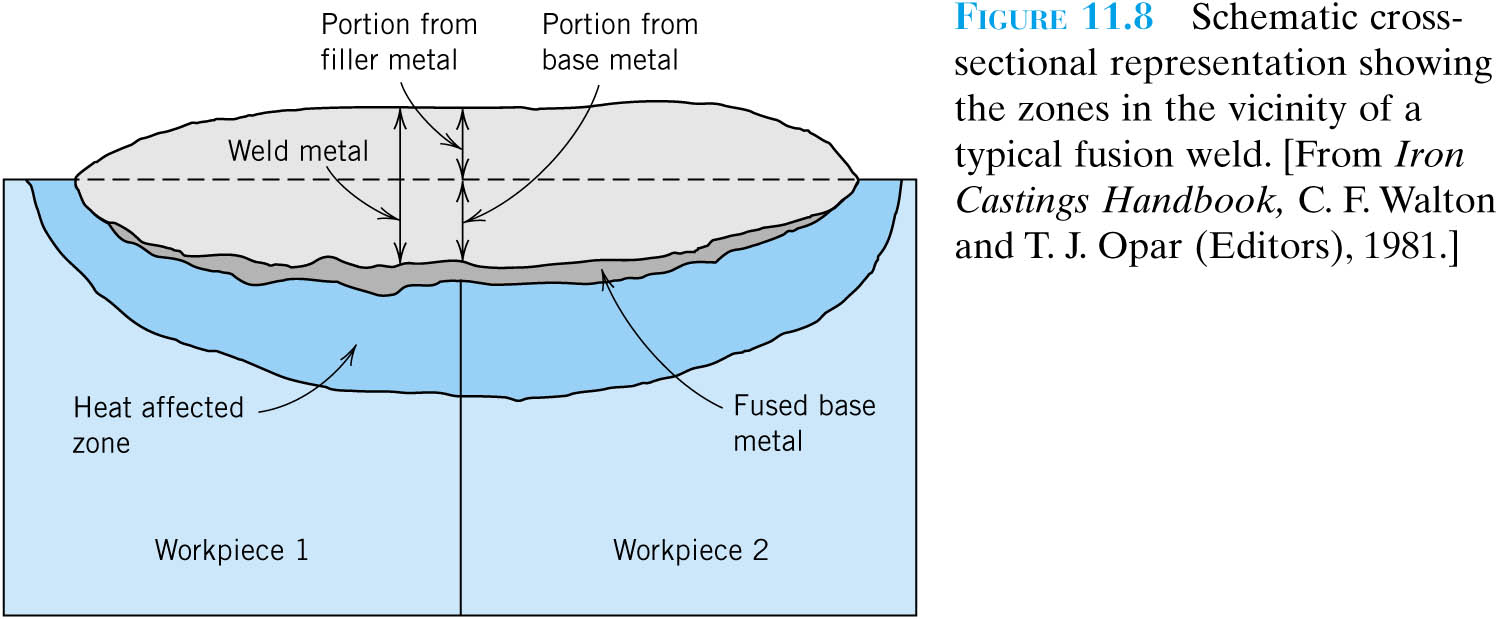 Portion from
filler metal
Portion from
base metal
Weld metal
Heat affected
zone
Fused base
metal
Workpiece 1
Workpiece 2
FIGURE 11.8 Schematic cross-
sectional representation showing
the zones in the vicinity of a
typical fusion weld. [From Iron
Castings Handbook, C. F. Walton
and T. J. Opar (Editors), 1981.]